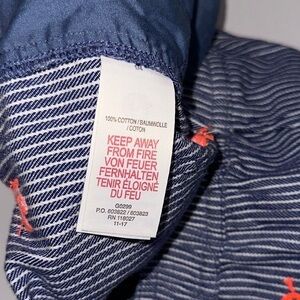 100% COTTON / BAUMWOLLE
/ COTON
KEEP AWAY
FROM FIRE
VON FEUER
FERNHALTEN
TENIR ÉLOIGNÉ
DU FEU
G0299
P.O. 603822 / 603823
RN 118027
11-17